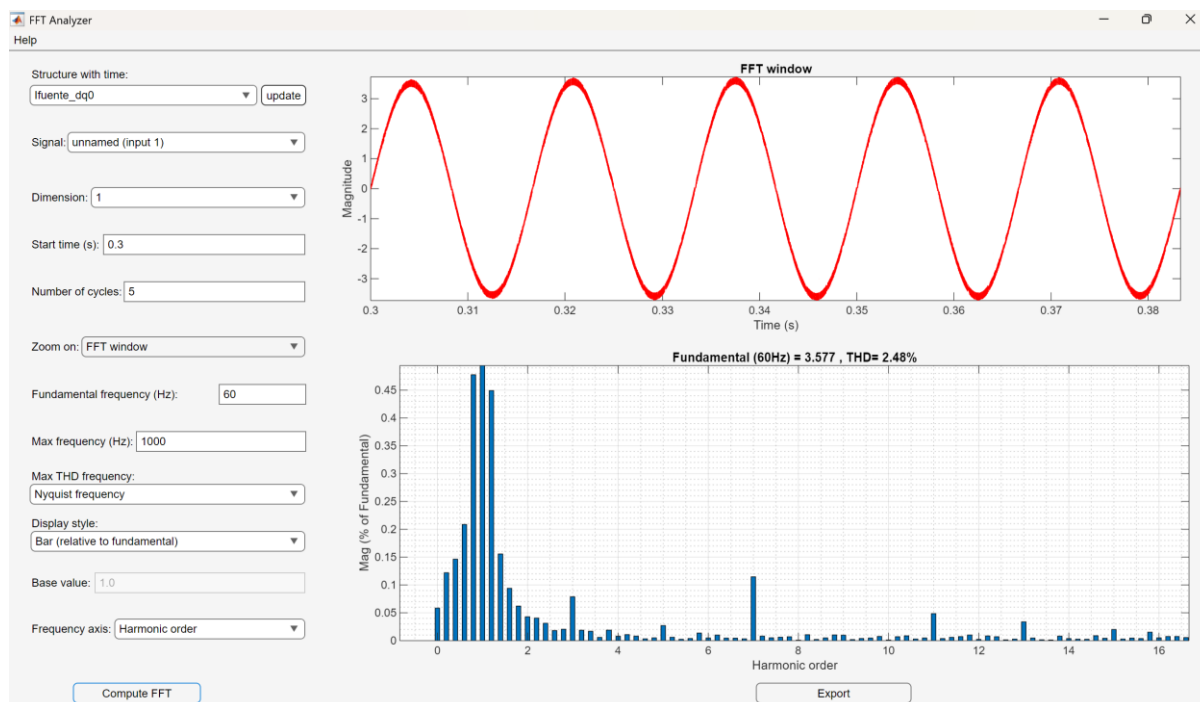 FFT Analyzer
Help
Structure with time:
Ifuente_dq0
update
Signal: unnamed (input 1)
Dimension: 1
Start time (s): 0.3
Number of cycles: 5
Zoom on: FFT window
Fundamental frequency (Hz): 60
Max frequency (Hz): 1000
Max THD frequency:
Nyquist frequency
Display style:
Bar (relative to fundamental)
Base value: 1.0
Frequency axis: Harmonic order
Compute FFT
FFT window
Magnitude
3
2
1
0
-1
-2
-3
0.3 0.31 0.32 0.33 0.34 0.35 0.36 0.37 0.38
Time (s)
Fundamental (60Hz) = 3.577 , THD= 2.48%
Mag (% of Fundamental)
0.45
0.4
0.35
0.3
0.25
0.2
0.15
0.1
0.05
0
0 2 4 6 8 10 12 14 16
Harmonic order
Export